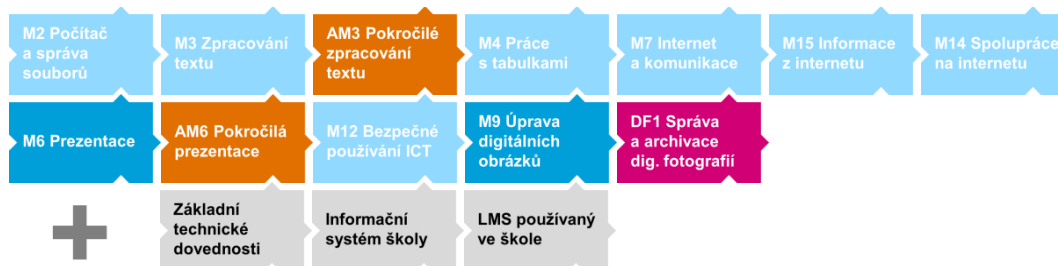 M2 Počítač
a správa
souborů
M3 Zpracování
textu
AM3 Pokročilé
zpracování
textu
M4 Práce
s tabulkami
M7 Internet
a komunikace
M15 Informace
z internetu
M14 Spolupráce
na internetu
M6 Prezentace
AM6 Pokročilá
prezentace
M12 Bezpečné
používání ICT
M9 Úprava
digitálních
obrázků
DF1 Správa
a archivace
dig. fotografií
Základní
technické
dovednosti
Informační
systém školy
LMS používaný
ve škole